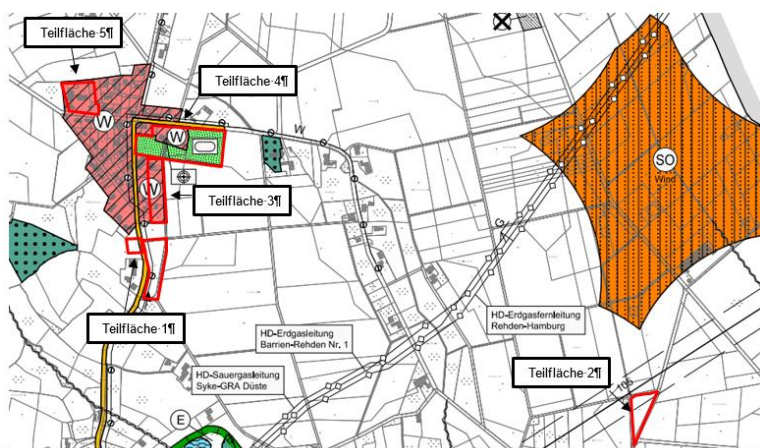 Teilfläche·5¶
Teilfläche·4¶
W
W
W
SO
Wind
W
Teilfläche·3¶
G
HD-Erdgasleitung
Barrien-Rehden Nr. 1
HD-Erdgasfernleitung
Rehden-Hamburg
Teilfläche·1¶
HD-Sauergasleitung
Syke-GRA Düste
Teilfläche·2¶
E